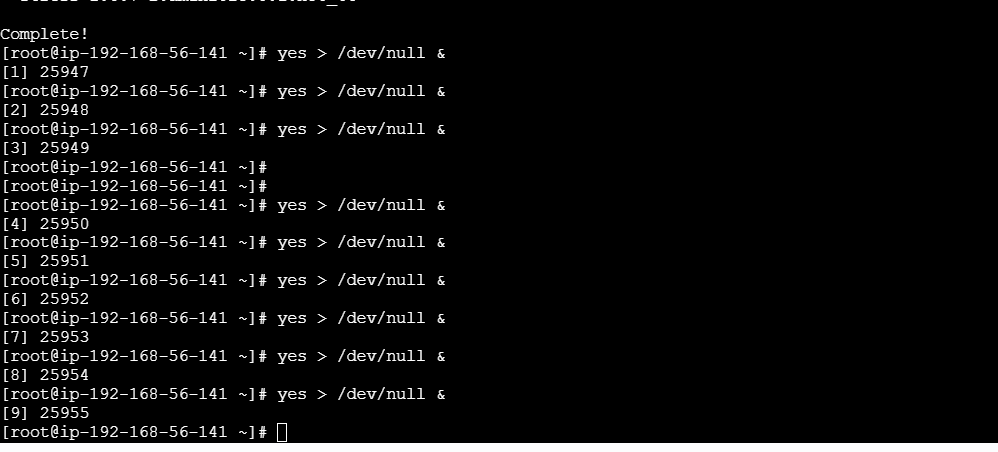 Complete!
[root@ip-192-168-56-141 ~]# yes > /dev/null &
[1] 25947
[root@ip-192-168-56-141 ~]# yes > /dev/null &
[2] 25948
[root@ip-192-168-56-141 ~]# yes > /dev/null &
[3] 25949
[root@ip-192-168-56-141 ~]#
[root@ip-192-168-56-141 ~]#
[root@ip-192-168-56-141 ~]# yes > /dev/null &
[4] 25950
[root@ip-192-168-56-141 ~]# yes > /dev/null &
[5] 25951
[root@ip-192-168-56-141 ~]# yes > /dev/null &
[6] 25952
[root@ip-192-168-56-141 ~]# yes > /dev/null &
[7] 25953
[root@ip-192-168-56-141 ~]# yes > /dev/null &
[8] 25954
[root@ip-192-168-56-141 ~]# yes > /dev/null &
[9] 25955
[root@ip-192-168-56-141 ~]#